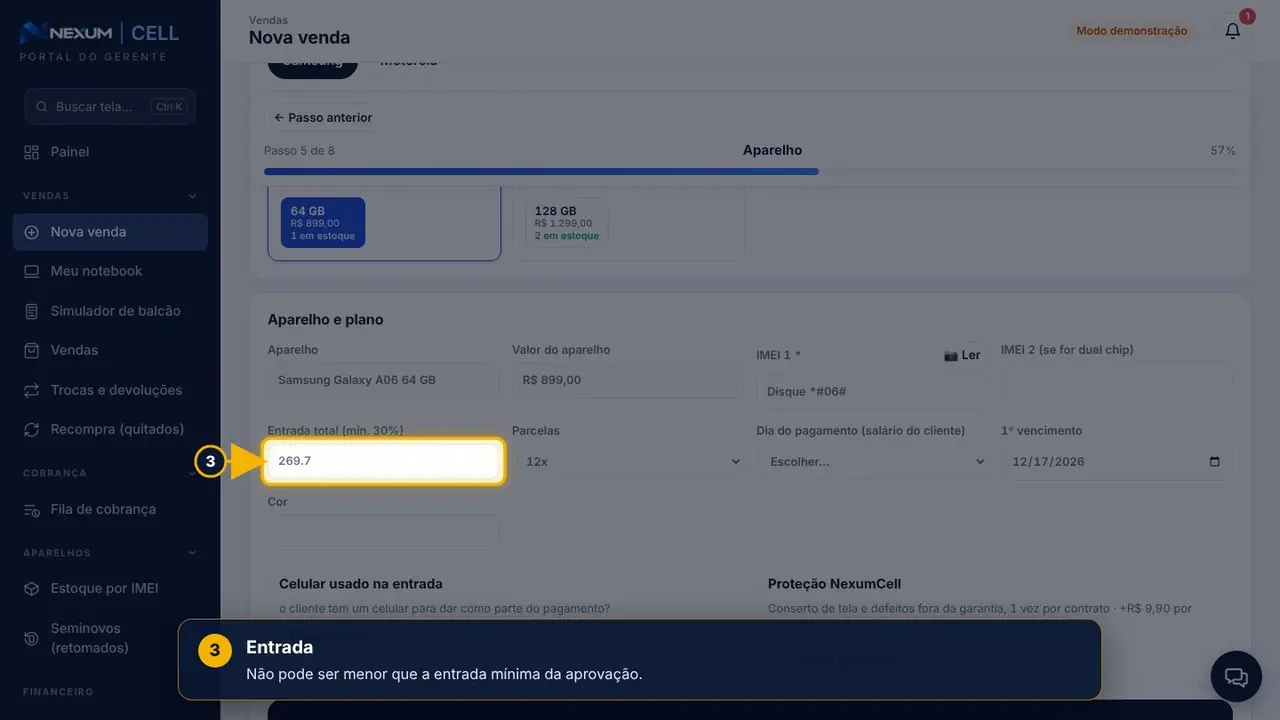 NEXUM | CELL
PORTAL DO GERENTE
Buscar tela... Ctrl K
Painel
VENDAS
Nova venda
Meu notebook
Simulador de balcão
Vendas
Trocas e devoluções
Recompra (quitados)
COBRANÇA
Fila de cobrança
APARELHOS
Estoque por IMEI
Seminovos
(retomados)
FINANCEIRO
Vendas
Nova venda
Modo demonstração
1
Samsung Motorola
← Passo anterior
Passo 5 de 8 Aparelho 57%
64 GB
R$ 899,00
1 em estoque
128 GB
R$ 1.299,00
2 em estoque
Aparelho e plano
Aparelho
Samsung Galaxy A06 64 GB
Valor do aparelho
R$ 899,00
IMEI 1 * Ler
Disque *#06#
IMEI 2 (se for dual chip)
Entrada total (mín. 30%)
3
269.7
Parcelas
12x
Dia do pagamento (salário do cliente)
Escolher...
1º vencimento
12/17/2026
Cor
Celular usado na entrada
o cliente tem um celular para dar como parte do pagamento?
Proteção NexumCell
Conserto de tela e defeitos fora da garantia, 1 vez por contrato · +R$ 9,90 por
3
Entrada
Não pode ser menor que a entrada mínima da aprovação.